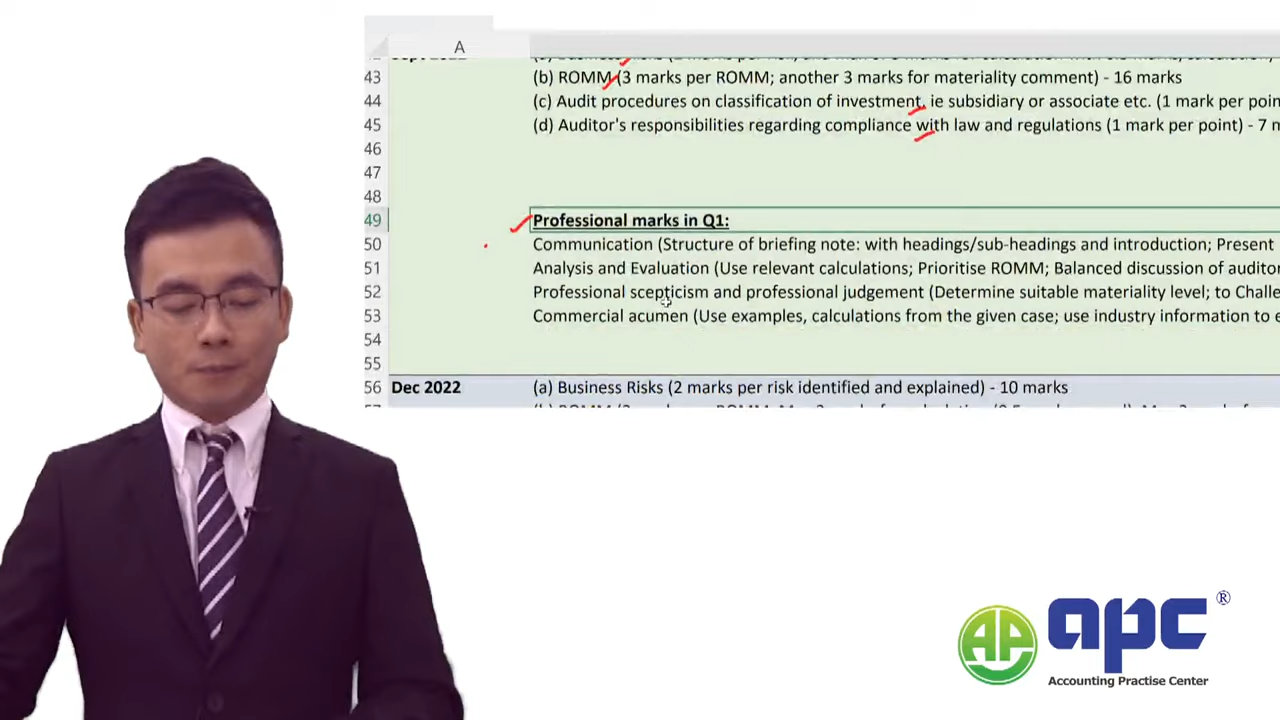 A
43 (b) ROMM (3 marks per ROMM; another 3 marks for materiality comment) - 16 marks
44 (c) Audit procedures on classification of investment, ie subsidiary or associate etc. (1 mark per poin
45 (d) Auditor's responsibilities regarding compliance with law and regulations (1 mark per point) - 7 m
46
47
48
49 Professional marks in Q1:
50 Communication (Structure of briefing note: with headings/sub-headings and introduction; Present
51 Analysis and Evaluation (Use relevant calculations; Prioritise ROMM; Balanced discussion of auditor
52 Professional scepticism and professional judgement (Determine suitable materiality level; to Challe
53 Commercial acumen (Use examples, calculations from the given case; use industry information to e
54
55
56 Dec 2022 (a) Business Risks (2 marks per risk identified and explained) - 10 marks
AP apc ®
Accounting Practise Center